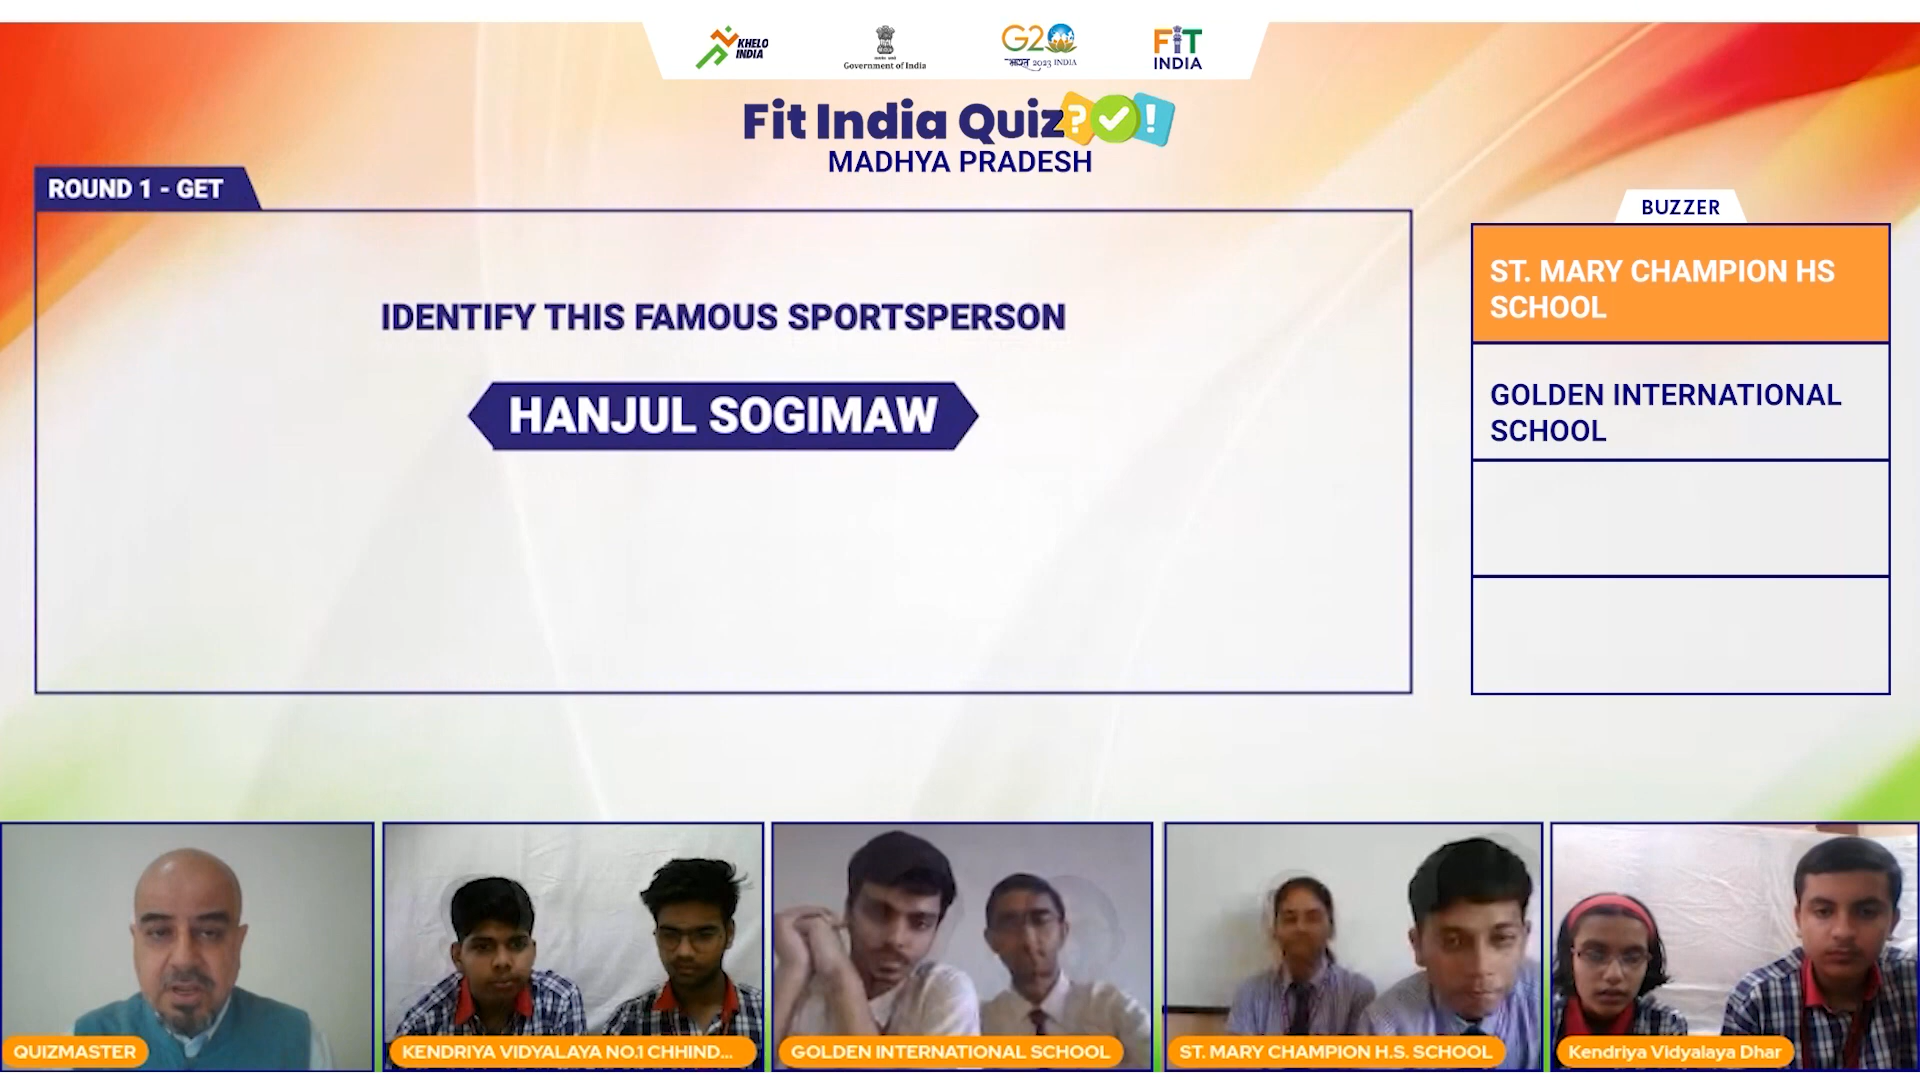 KHELO
INDIA
Government of India
G20
भारत 2023 INDIA
FIT
INDIA
Fit India Quiz?!
MADHYA PRADESH
ROUND 1 - GET
IDENTIFY THIS FAMOUS SPORTSPERSON
HANJUL SOGIMAW
BUZZER
ST. MARY CHAMPION HS
SCHOOL
GOLDEN INTERNATIONAL
SCHOOL
QUIZMASTER
KENDRIYA VIDYALAYA NO.1 CHHIND...
GOLDEN INTERNATIONAL SCHOOL
ST. MARY CHAMPION H.S. SCHOOL
Kendriya Vidyalaya Dhar